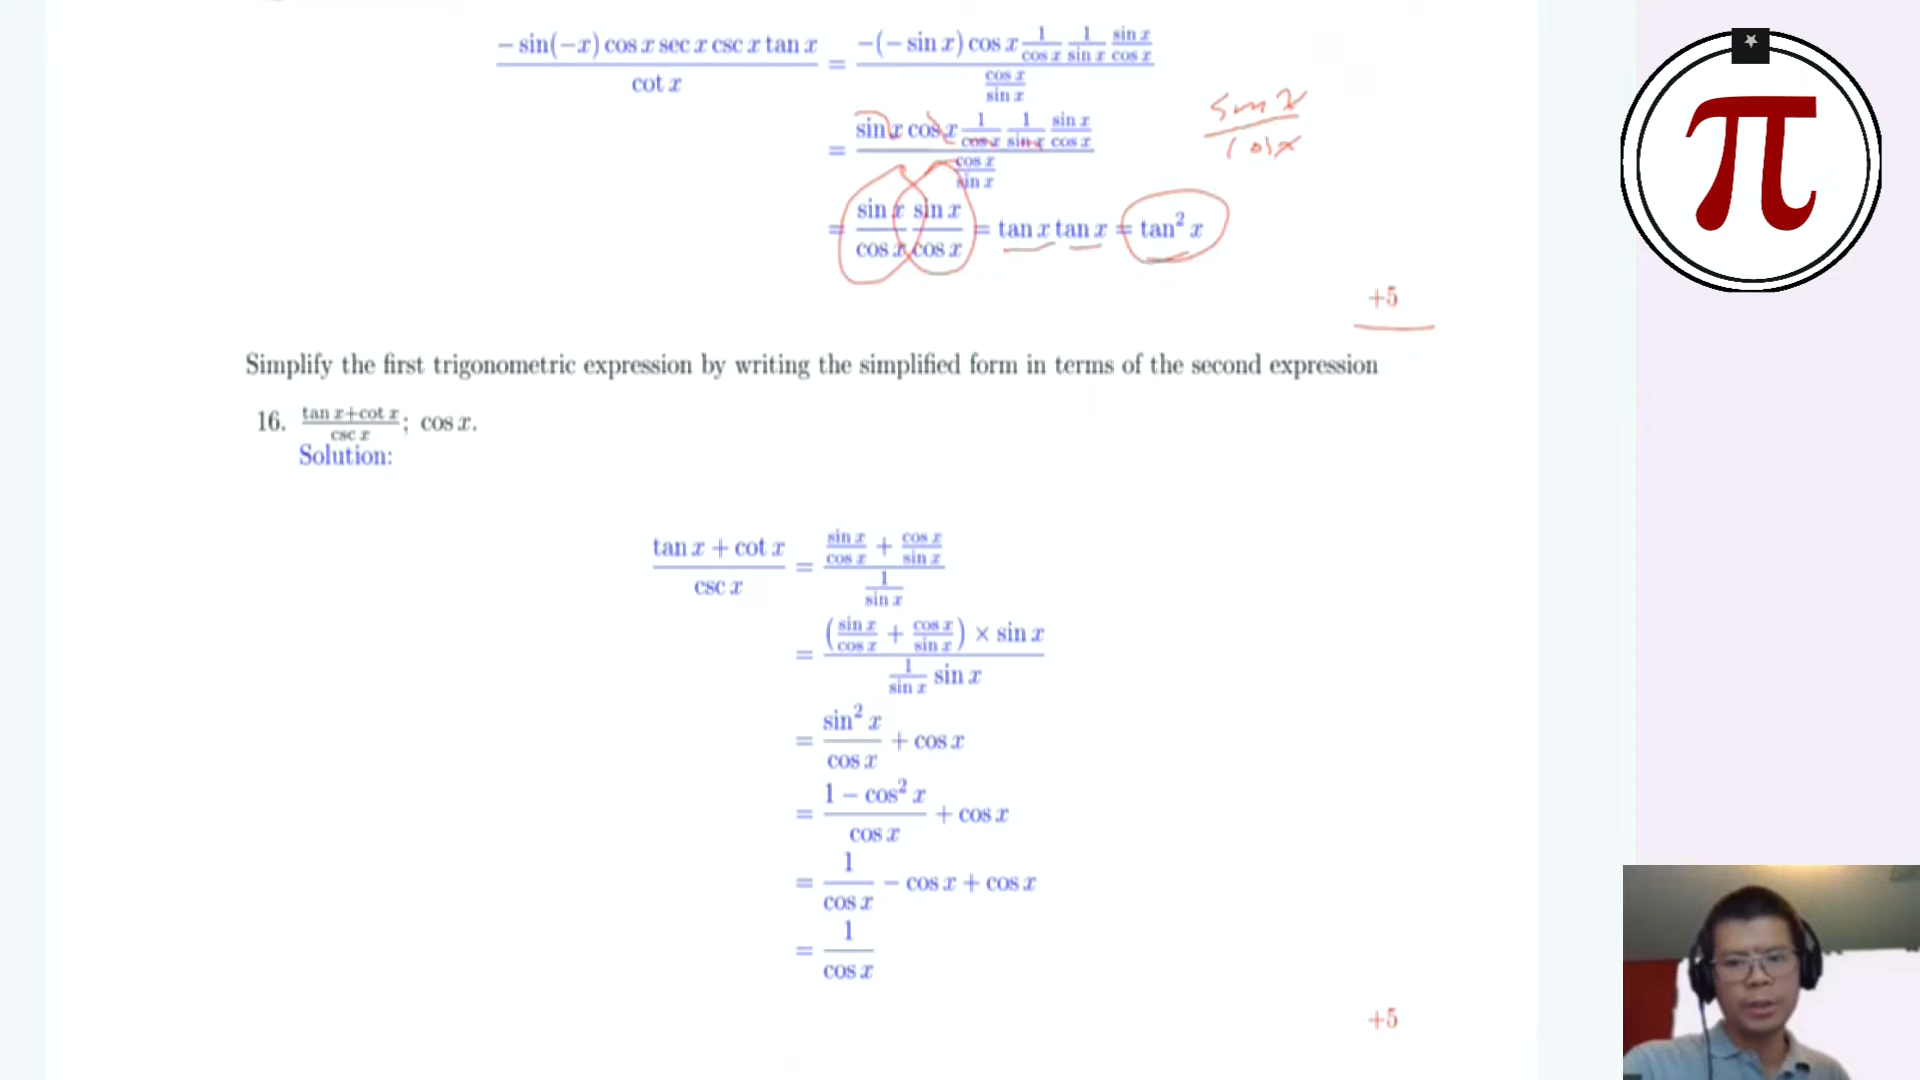 −sin(−x) cos x sec x csc x tan x / cot x = −(−sin x) cos x 1/cos x 1/sin x sin x/cos x / cos x/sin x
= sin x cos x 1/cos x 1/sin x sin x/cos x / cos x/sin x
sin x / cos x
= sin x/cos x sin x/cos x = tan x tan x = tan² x
+5
Simplify the first trigonometric expression by writing the simplified form in terms of the second expression
16. tan x+cot x / csc x ; cos x.
Solution:
tan x + cot x / csc x = sin x/cos x + cos x/sin x / 1/sin x
= (sin x/cos x + cos x/sin x) × sin x / 1/sin x sin x
= sin² x / cos x + cos x
= 1 − cos² x / cos x + cos x
= 1 / cos x − cos x + cos x
= 1 / cos x
+5
π